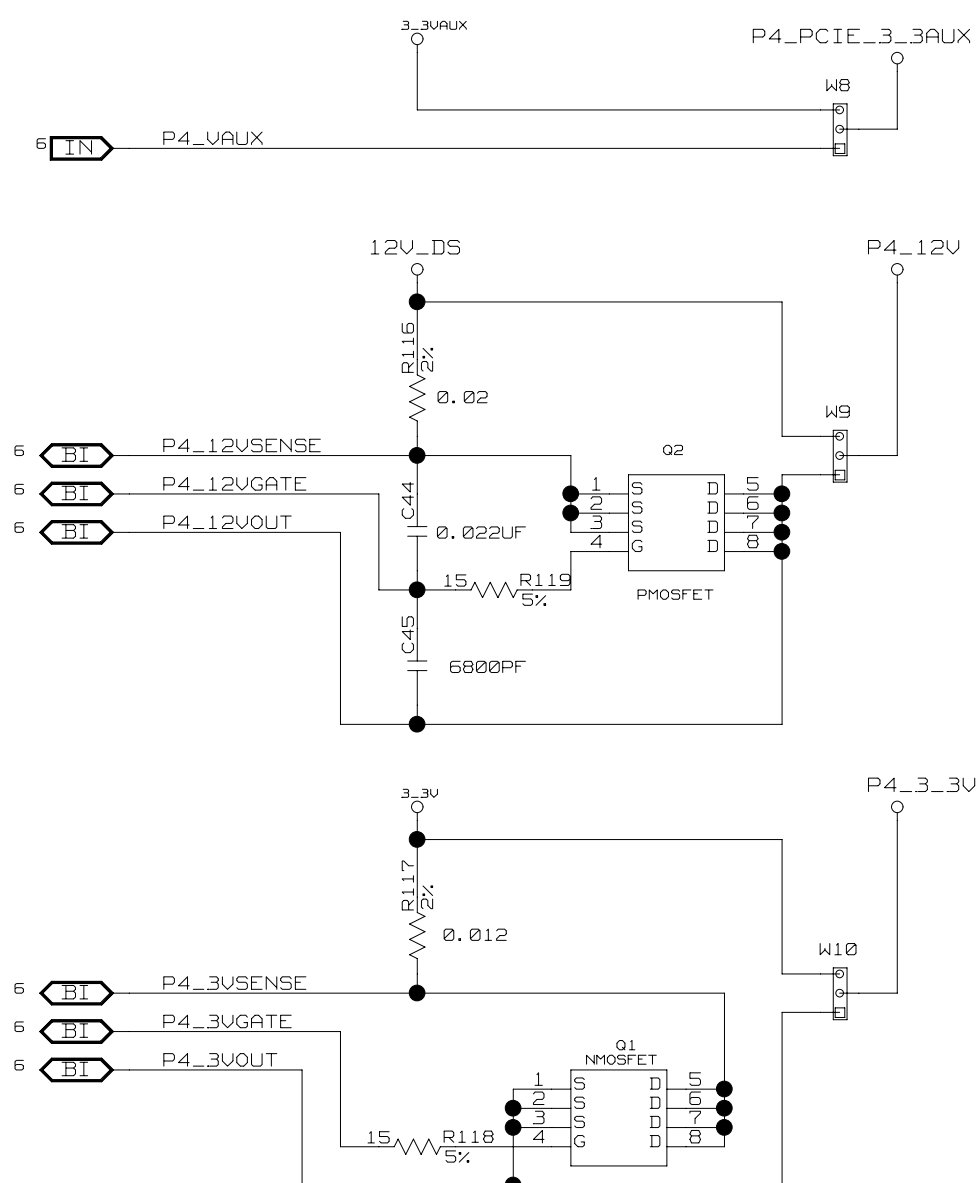 3_3VAUX
P4_PCIE_3_3AUX
W8
6 IN P4_VAUX
12V_DS
P4_12V
R116
2%
0.02
W9
6 BI P4_12VSENSE
Q2
6 BI P4_12VGATE
C44
1 S D 5
2 S D 6
6 BI P4_12VOUT
0.022UF
3 S D 7
4 G D 8
15 R119
5%
PMOSFET
C45
6800PF
3_3V
P4_3_3V
R117
2%
0.012
W10
6 BI P4_3VSENSE
6 BI P4_3VGATE
Q1
NMOSFET
6 BI P4_3VOUT
1 S D 5
2 S D 6
3 S D 7
4 G D 8
15 R118
5%